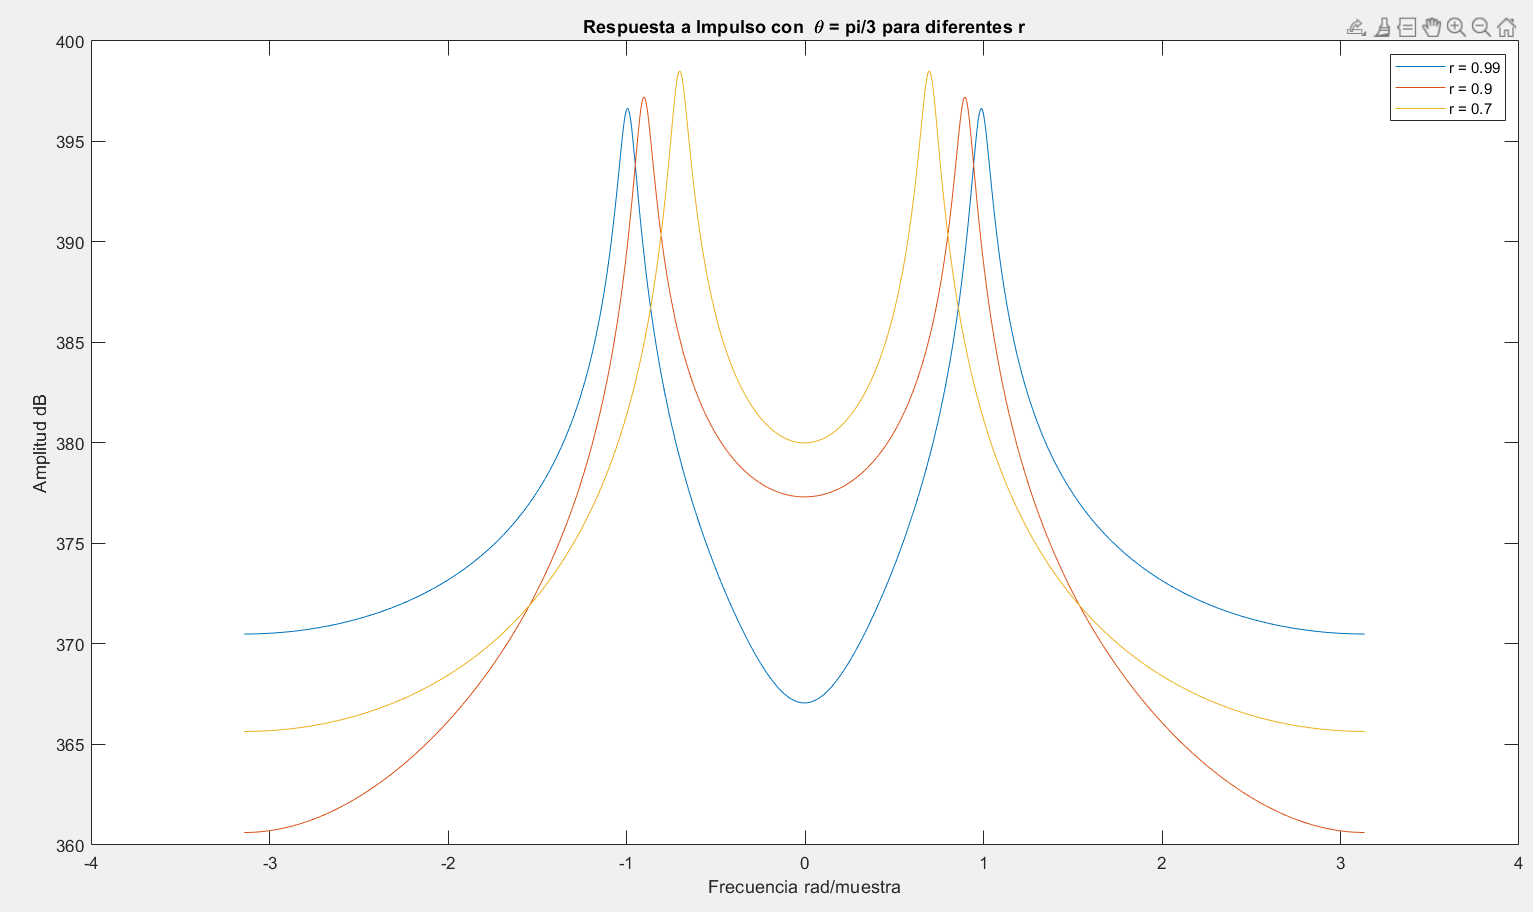 Respuesta a Impulso con θ = pi/3 para diferentes r
r = 0.99
r = 0.9
r = 0.7
400
395
390
385
380
375
370
365
360
Amplitud dB
-4 -3 -2 -1 0 1 2 3 4
Frecuencia rad/muestra